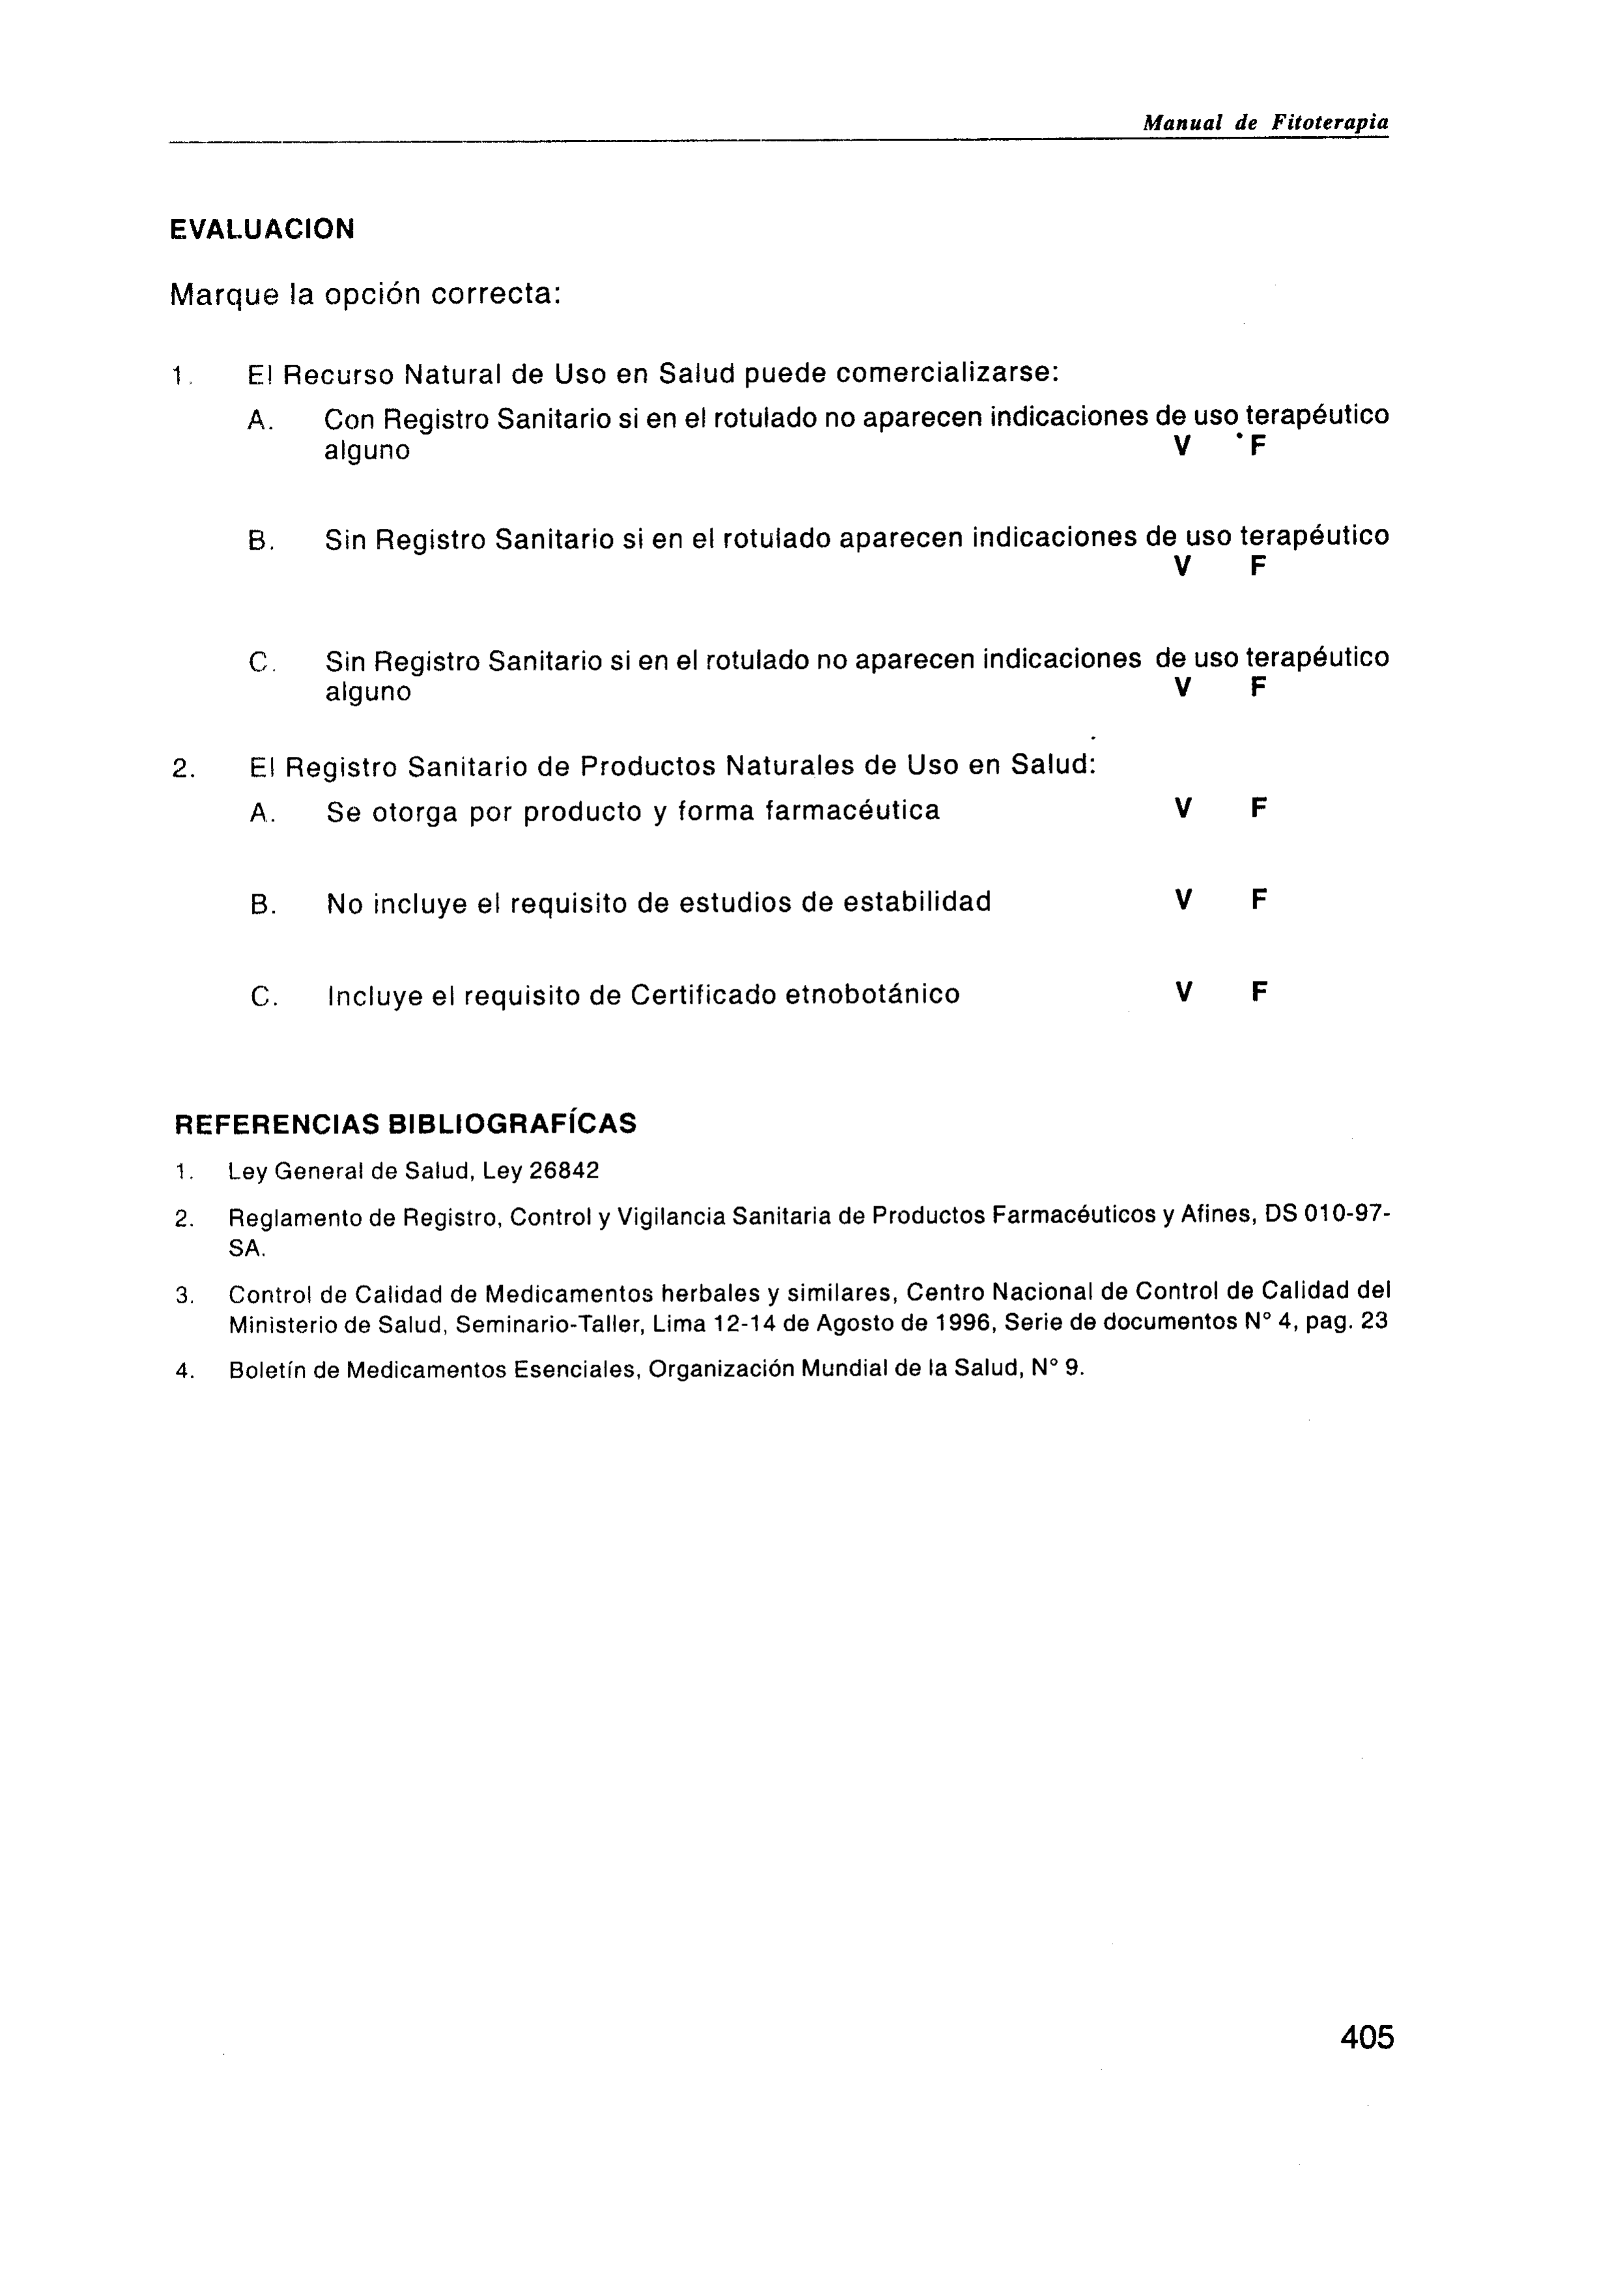 Manual de Fitoterapia
EVALUACION
Marque la opción correcta:
1. El Recurso Natural de Uso en Salud puede comercializarse:
A. Con Registro Sanitario si en el rotulado no aparecen indicaciones de uso terapéutico
alguno V F
B. Sin Registro Sanitario si en el rotulado aparecen indicaciones de uso terapéutico
V F
C. Sin Registro Sanitario si en el rotulado no aparecen indicaciones de uso terapéutico
alguno V F
2. El Registro Sanitario de Productos Naturales de Uso en Salud:
A. Se otorga por producto y forma farmacéutica V F
B. No incluye el requisito de estudios de estabilidad V F
C. Incluye el requisito de Certificado etnobotánico V F
REFERENCIAS BIBLIOGRAFÍCAS
1. Ley General de Salud, Ley 26842
2. Reglamento de Registro, Control y Vigilancia Sanitaria de Productos Farmacéuticos y Afines, DS 010-97-
SA.
3. Control de Calidad de Medicamentos herbales y similares, Centro Nacional de Control de Calidad del
Ministerio de Salud, Seminario-Taller, Lima 12-14 de Agosto de 1996, Serie de documentos N° 4, pag. 23
4. Boletín de Medicamentos Esenciales, Organización Mundial de la Salud, N° 9.
405